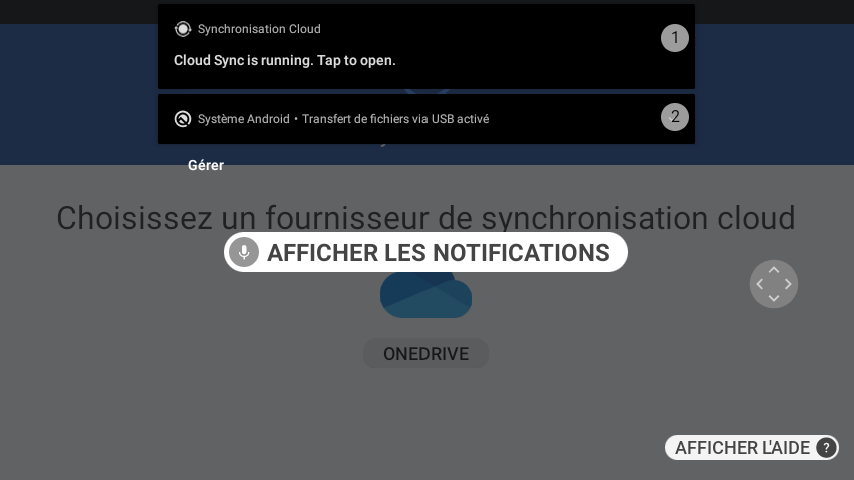 Synchronisation Cloud
1
Cloud Sync is running. Tap to open.
Système Android • Transfert de fichiers via USB activé
2
Gérer
Choisissez un fournisseur de synchronisation cloud
AFFICHER LES NOTIFICATIONS
ONEDRIVE
AFFICHER L'AIDE ?